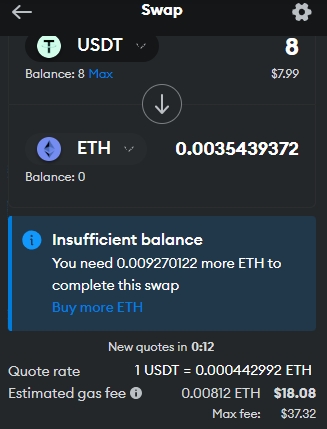 Swap
USDT 8
Balance: 8 Max $7.99
ETH 0.0035439372
Balance: 0
Insufficient balance
You need 0.009270122 more ETH to
complete this swap
Buy more ETH
New quotes in 0:12
Quote rate 1 USDT = 0.000442992 ETH
Estimated gas fee 0.00812 ETH $18.08
Max fee: $37.32